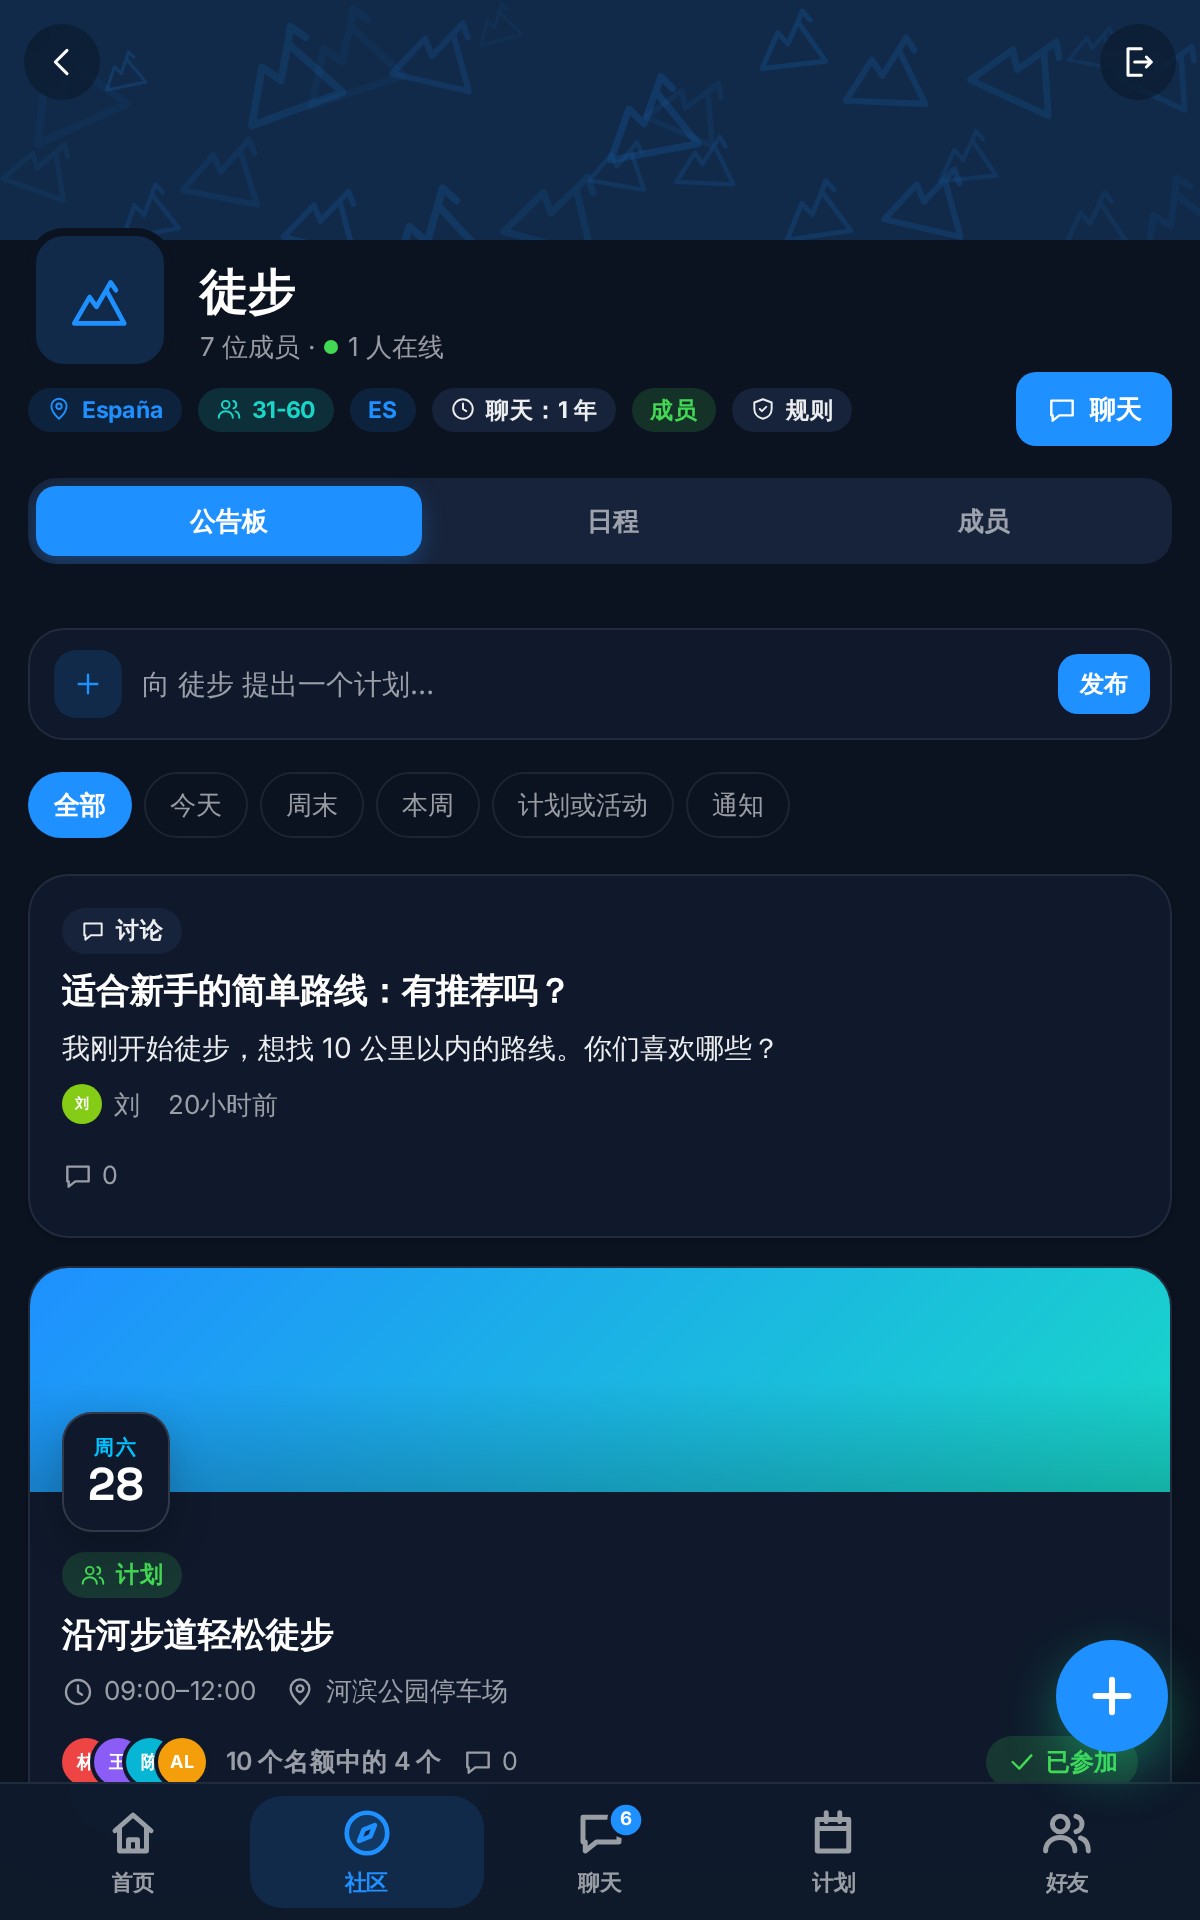 徒步
7 位成员 · 1 人在线
España
31-60
ES
聊天：1 年
成员
规则
聊天
公告板
日程
成员
向 徒步 提出一个计划...
发布
全部
今天
周末
本周
计划或活动
通知
讨论
适合新手的简单路线：有推荐吗？
我刚开始徒步，想找 10 公里以内的路线。你们喜欢哪些？
刘 刘 20小时前
0
周六
28
计划
沿河步道轻松徒步
09:00–12:00 河滨公园停车场
林 王 陈 AL 10 个名额中的 4 个 0 已参加
首页
社区
6
聊天
计划
好友